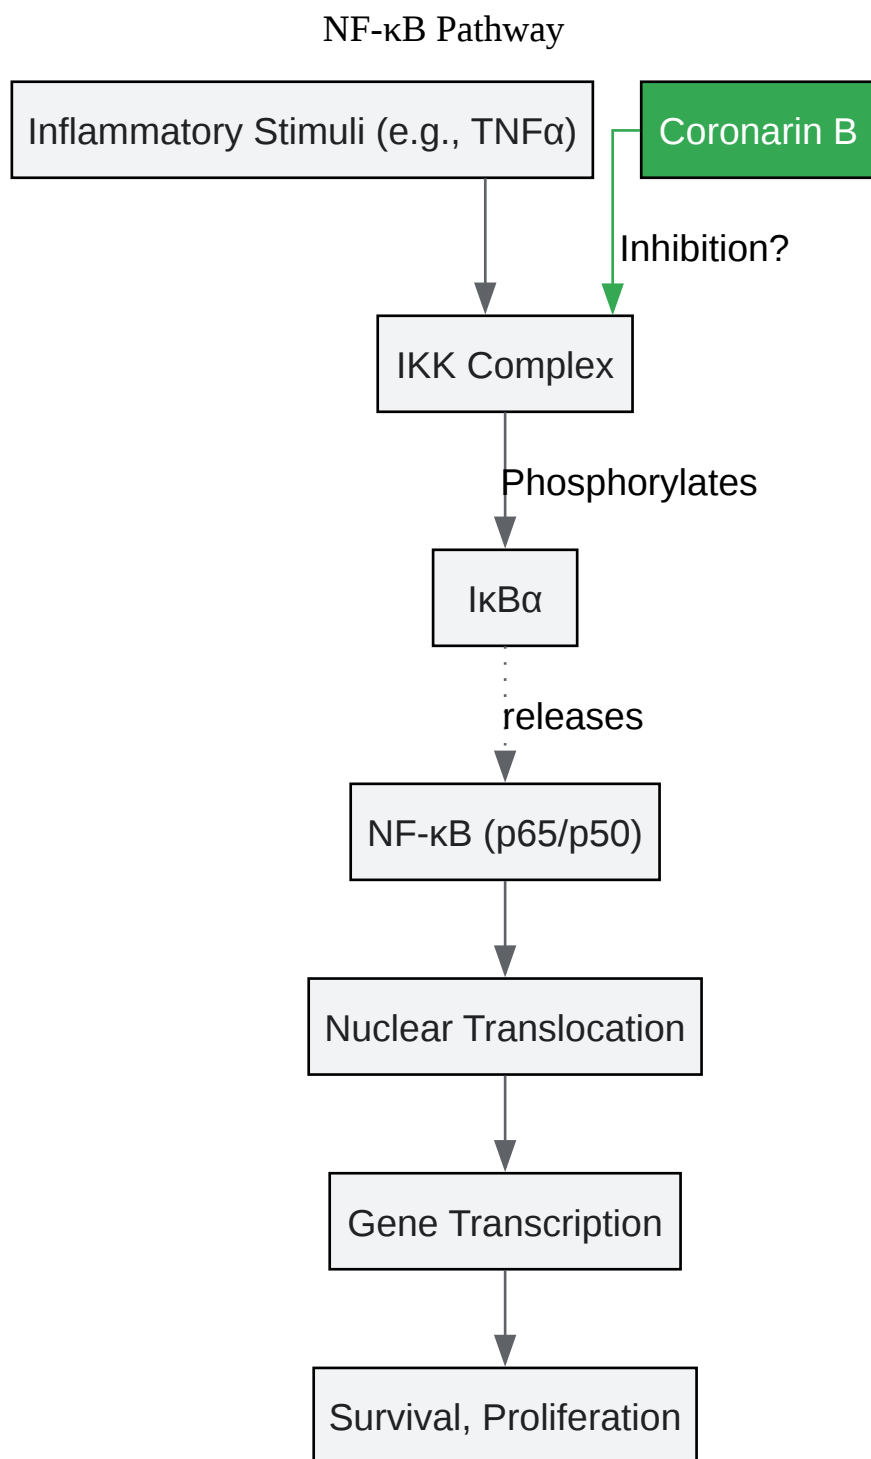 NF-κB Pathway
Inflammatory Stimuli (e.g., TNFα)
Coronarin B
Inhibition?
IKK Complex
Phosphorylates
IκBα
releases
NF-κB (p65/p50)
Nuclear Translocation
Gene Transcription
Survival, Proliferation